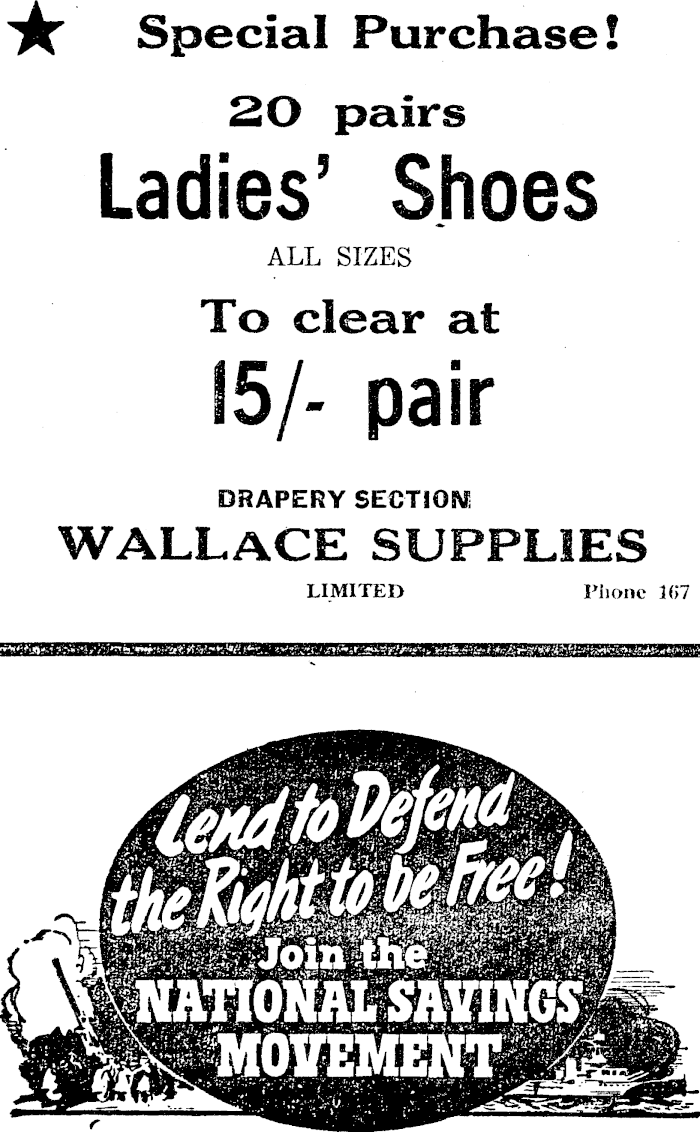 Special Purchase!
20 pairs
Ladies' Shoes
ALL SIZES
To clear at
15/- pair
DRAPERY SECTION
WALLACE SUPPLIES
LIMITED Phone 167
Lend to Defend
the Right to be Free!
Join the
NATIONAL SAVINGS
MOVEMENT